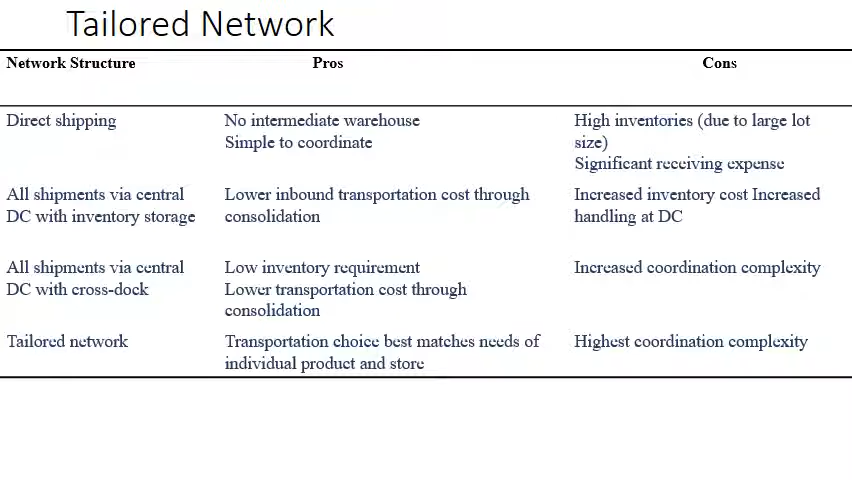 Tailored Network
Network Structure Pros Cons
Direct shipping No intermediate warehouse High inventories (due to large lot
Simple to coordinate size)
Significant receiving expense
All shipments via central Lower inbound transportation cost through Increased inventory cost Increased
DC with inventory storage consolidation handling at DC
All shipments via central Low inventory requirement Increased coordination complexity
DC with cross-dock Lower transportation cost through
consolidation
Tailored network Transportation choice best matches needs of Highest coordination complexity
individual product and store